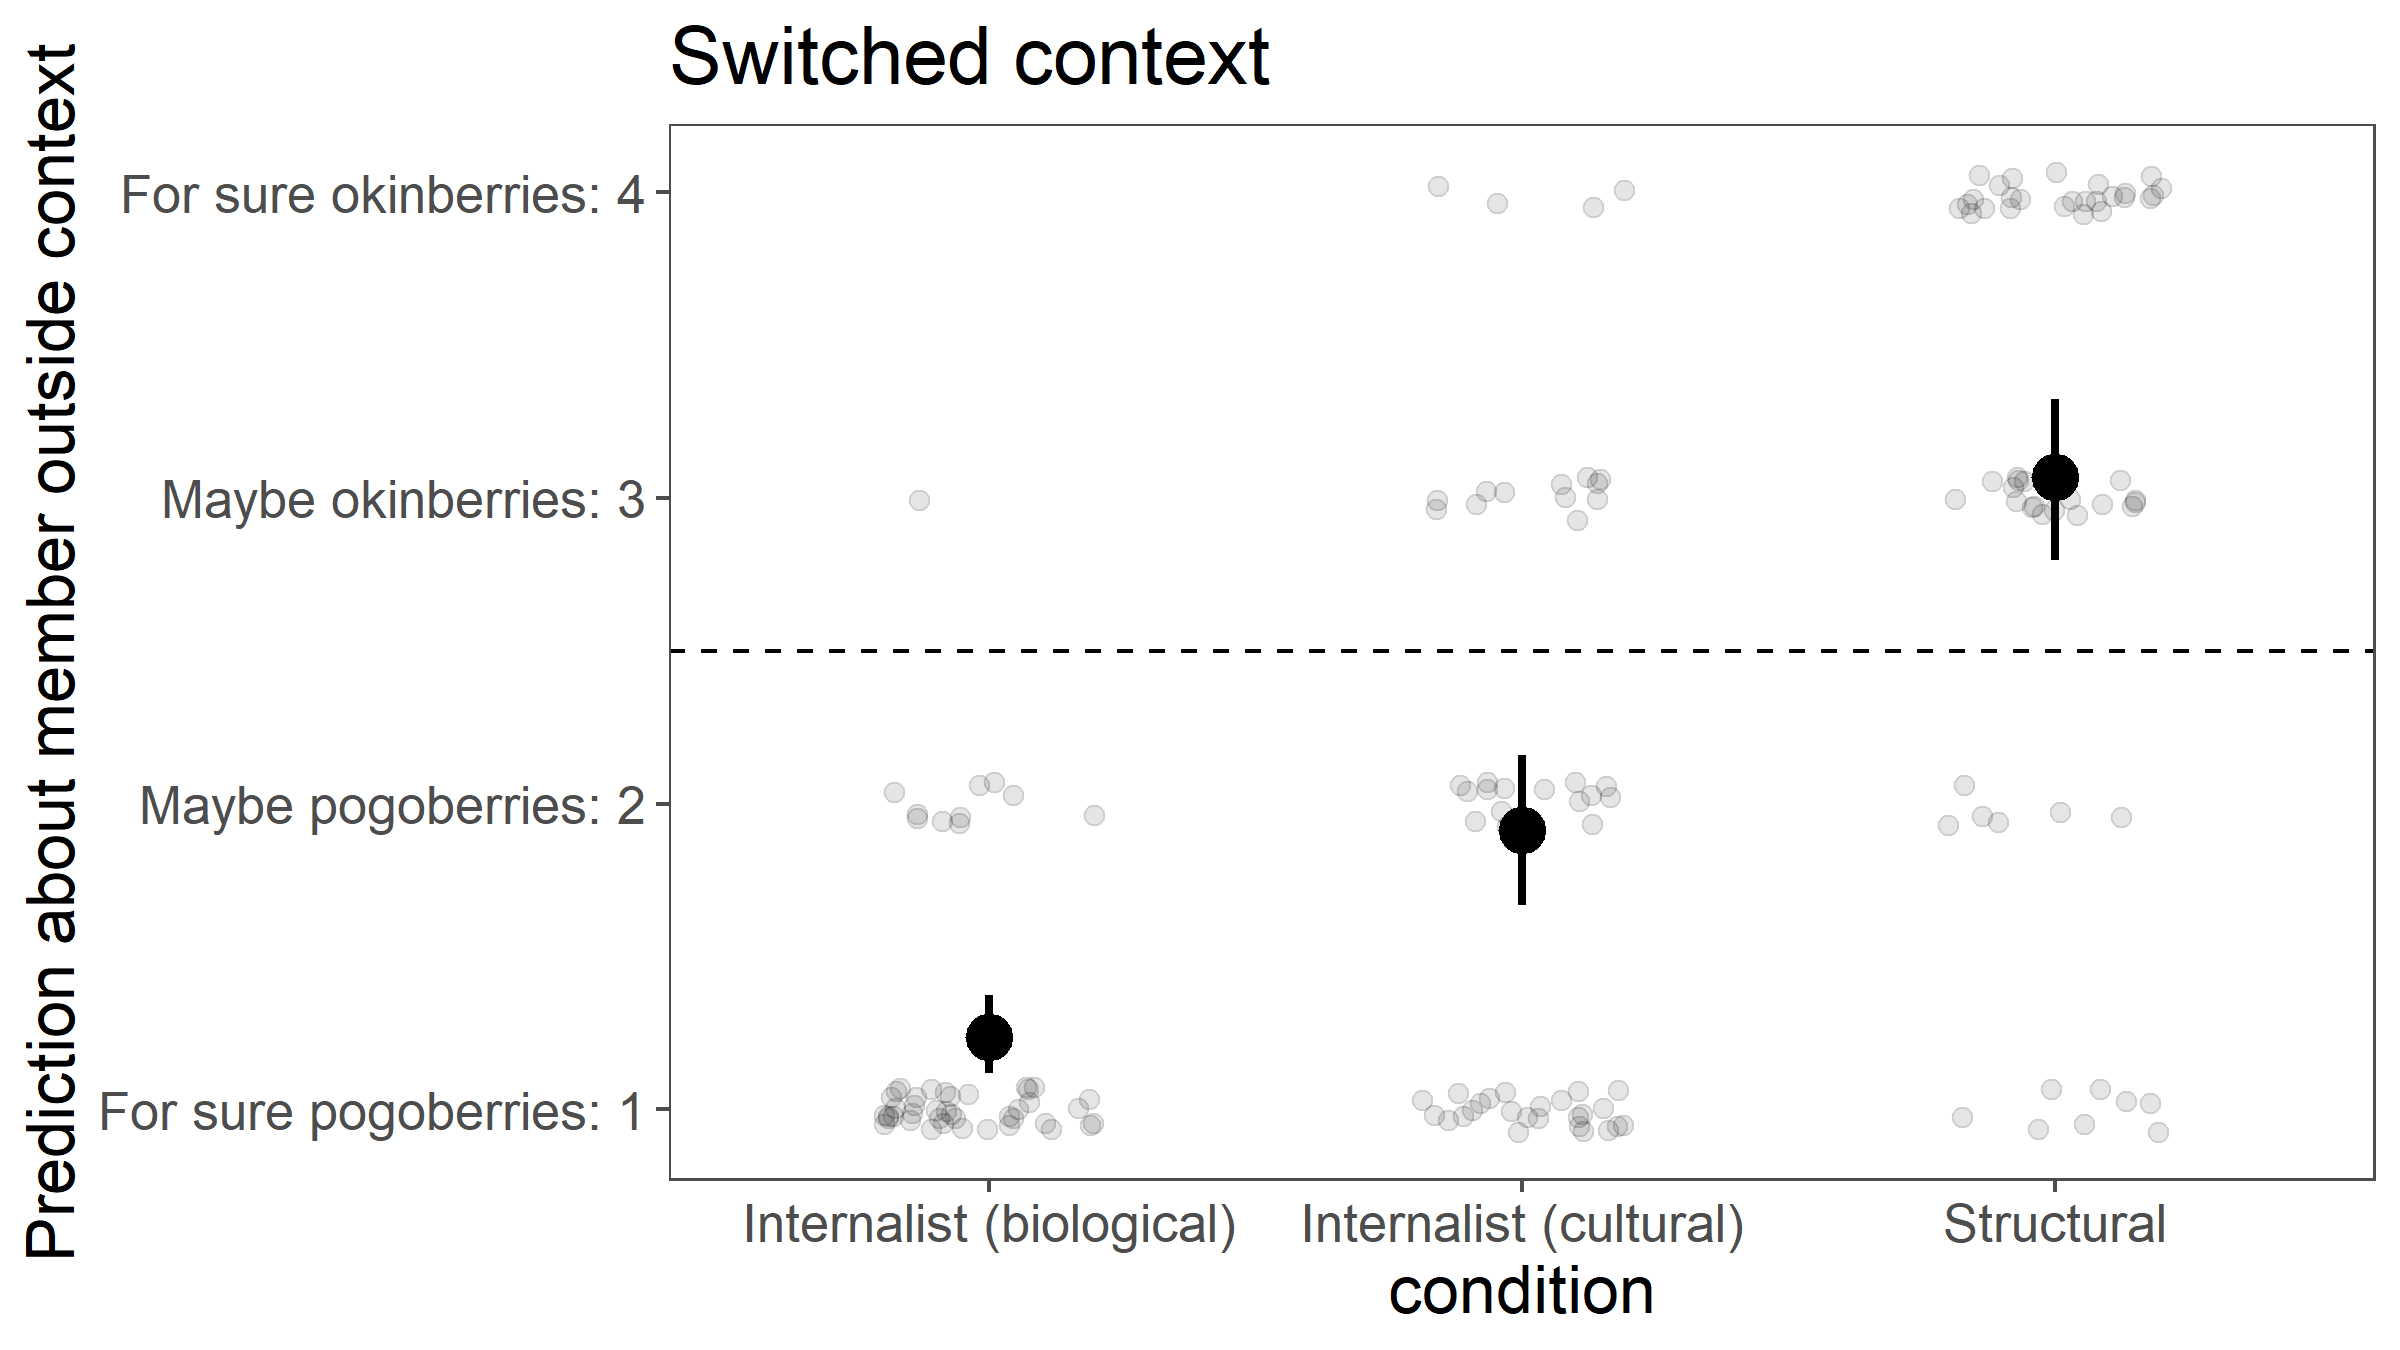 Switched context
Prediction about member outside context
For sure okinberries: 4
Maybe okinberries: 3
Maybe pogoberries: 2
For sure pogoberries: 1
Internalist (biological)
Internalist (cultural)
Structural
condition